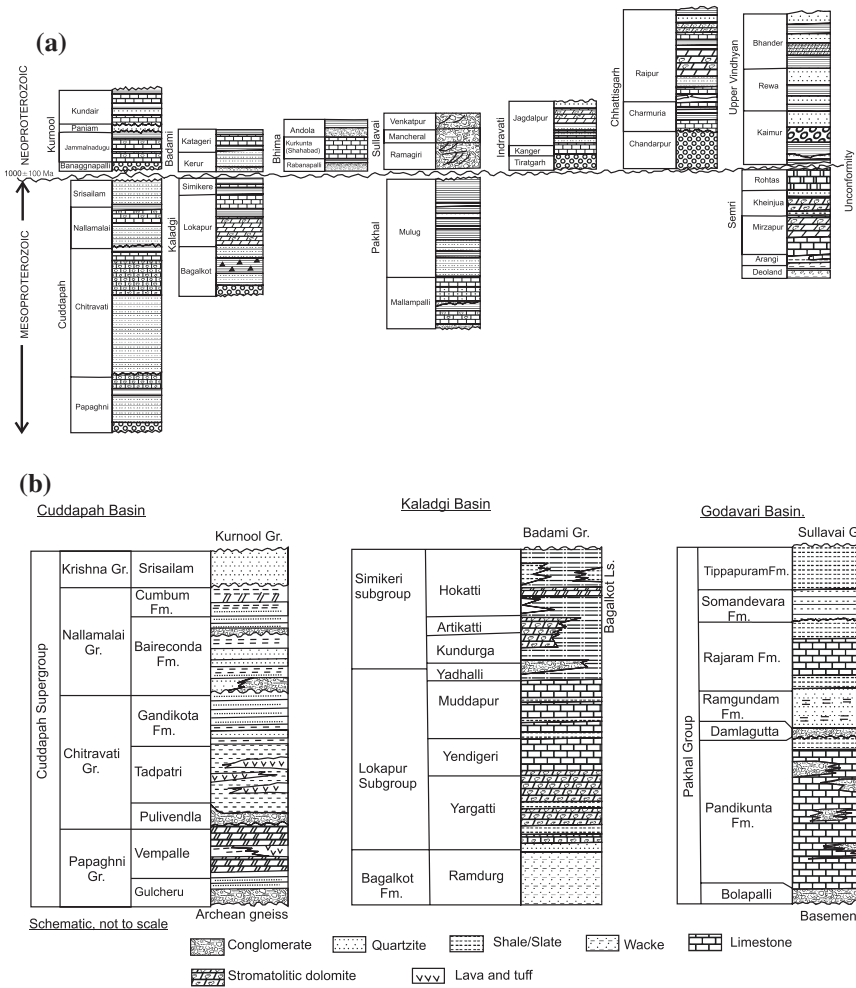 (a)
NEOPROTEROZOIC
1000 ± 100 Ma
MESOPROTEROZOIC
Kurnool
Kundair
Paniam
Jammalnadugu
Banaggnapalli
Cuddapah
Srisailam
Nallamalai
Chitravati
Papaghni
Badami
Katageri
Kerur
Kaladgi
Simikere
Lokapur
Bagalkot
Bhima
Andola
Kurkunta
(Shahabad)
Rabanapalli
Sullavai
Venkatpur
Mancheral
Ramagiri
Pakhal
Mulug
Mallampalli
Indravati
Jagdalpur
Kanger
Tiratgarh
Chhattisgarh
Raipur
Charmuria
Chandarpur
Upper Vindhyan
Bhander
Rewa
Kaimur
Semri
Rohtas
Kheinjua
Mirzapur
Arangi
Deoland
Unconformity
(b)
Cuddapah Basin
Kurnool Gr.
Cuddapah Supergroup
Krishna Gr.
Srisailam
Nallamalai
Gr.
Cumbum
Fm.
Baireconda
Fm.
Chitravati
Gr.
Gandikota
Fm.
Tadpatri
Pulivendla
Papaghni
Gr.
Vempalle
Gulcheru
Archean gneiss
Schematic, not to scale
Kaladgi Basin
Badami Gr.
Simikeri
subgroup
Hokatti
Artikatti
Kundurga
Yadhalli
Bagalkot Ls.
Lokapur
Subgroup
Muddapur
Yendigeri
Yargatti
Bagalkot
Fm.
Ramdurg
Godavari Basin.
Sullavai G
Pakhal Group
TippapuramFm.
Somandevara
Fm.
Rajaram Fm.
Ramgundam
Fm.
Damlagutta
Pandikunta
Fm.
Bolapalli
Basemen
Conglomerate
Quartzite
Shale/Slate
Wacke
Limestone
Stromatolitic dolomite
Lava and tuff